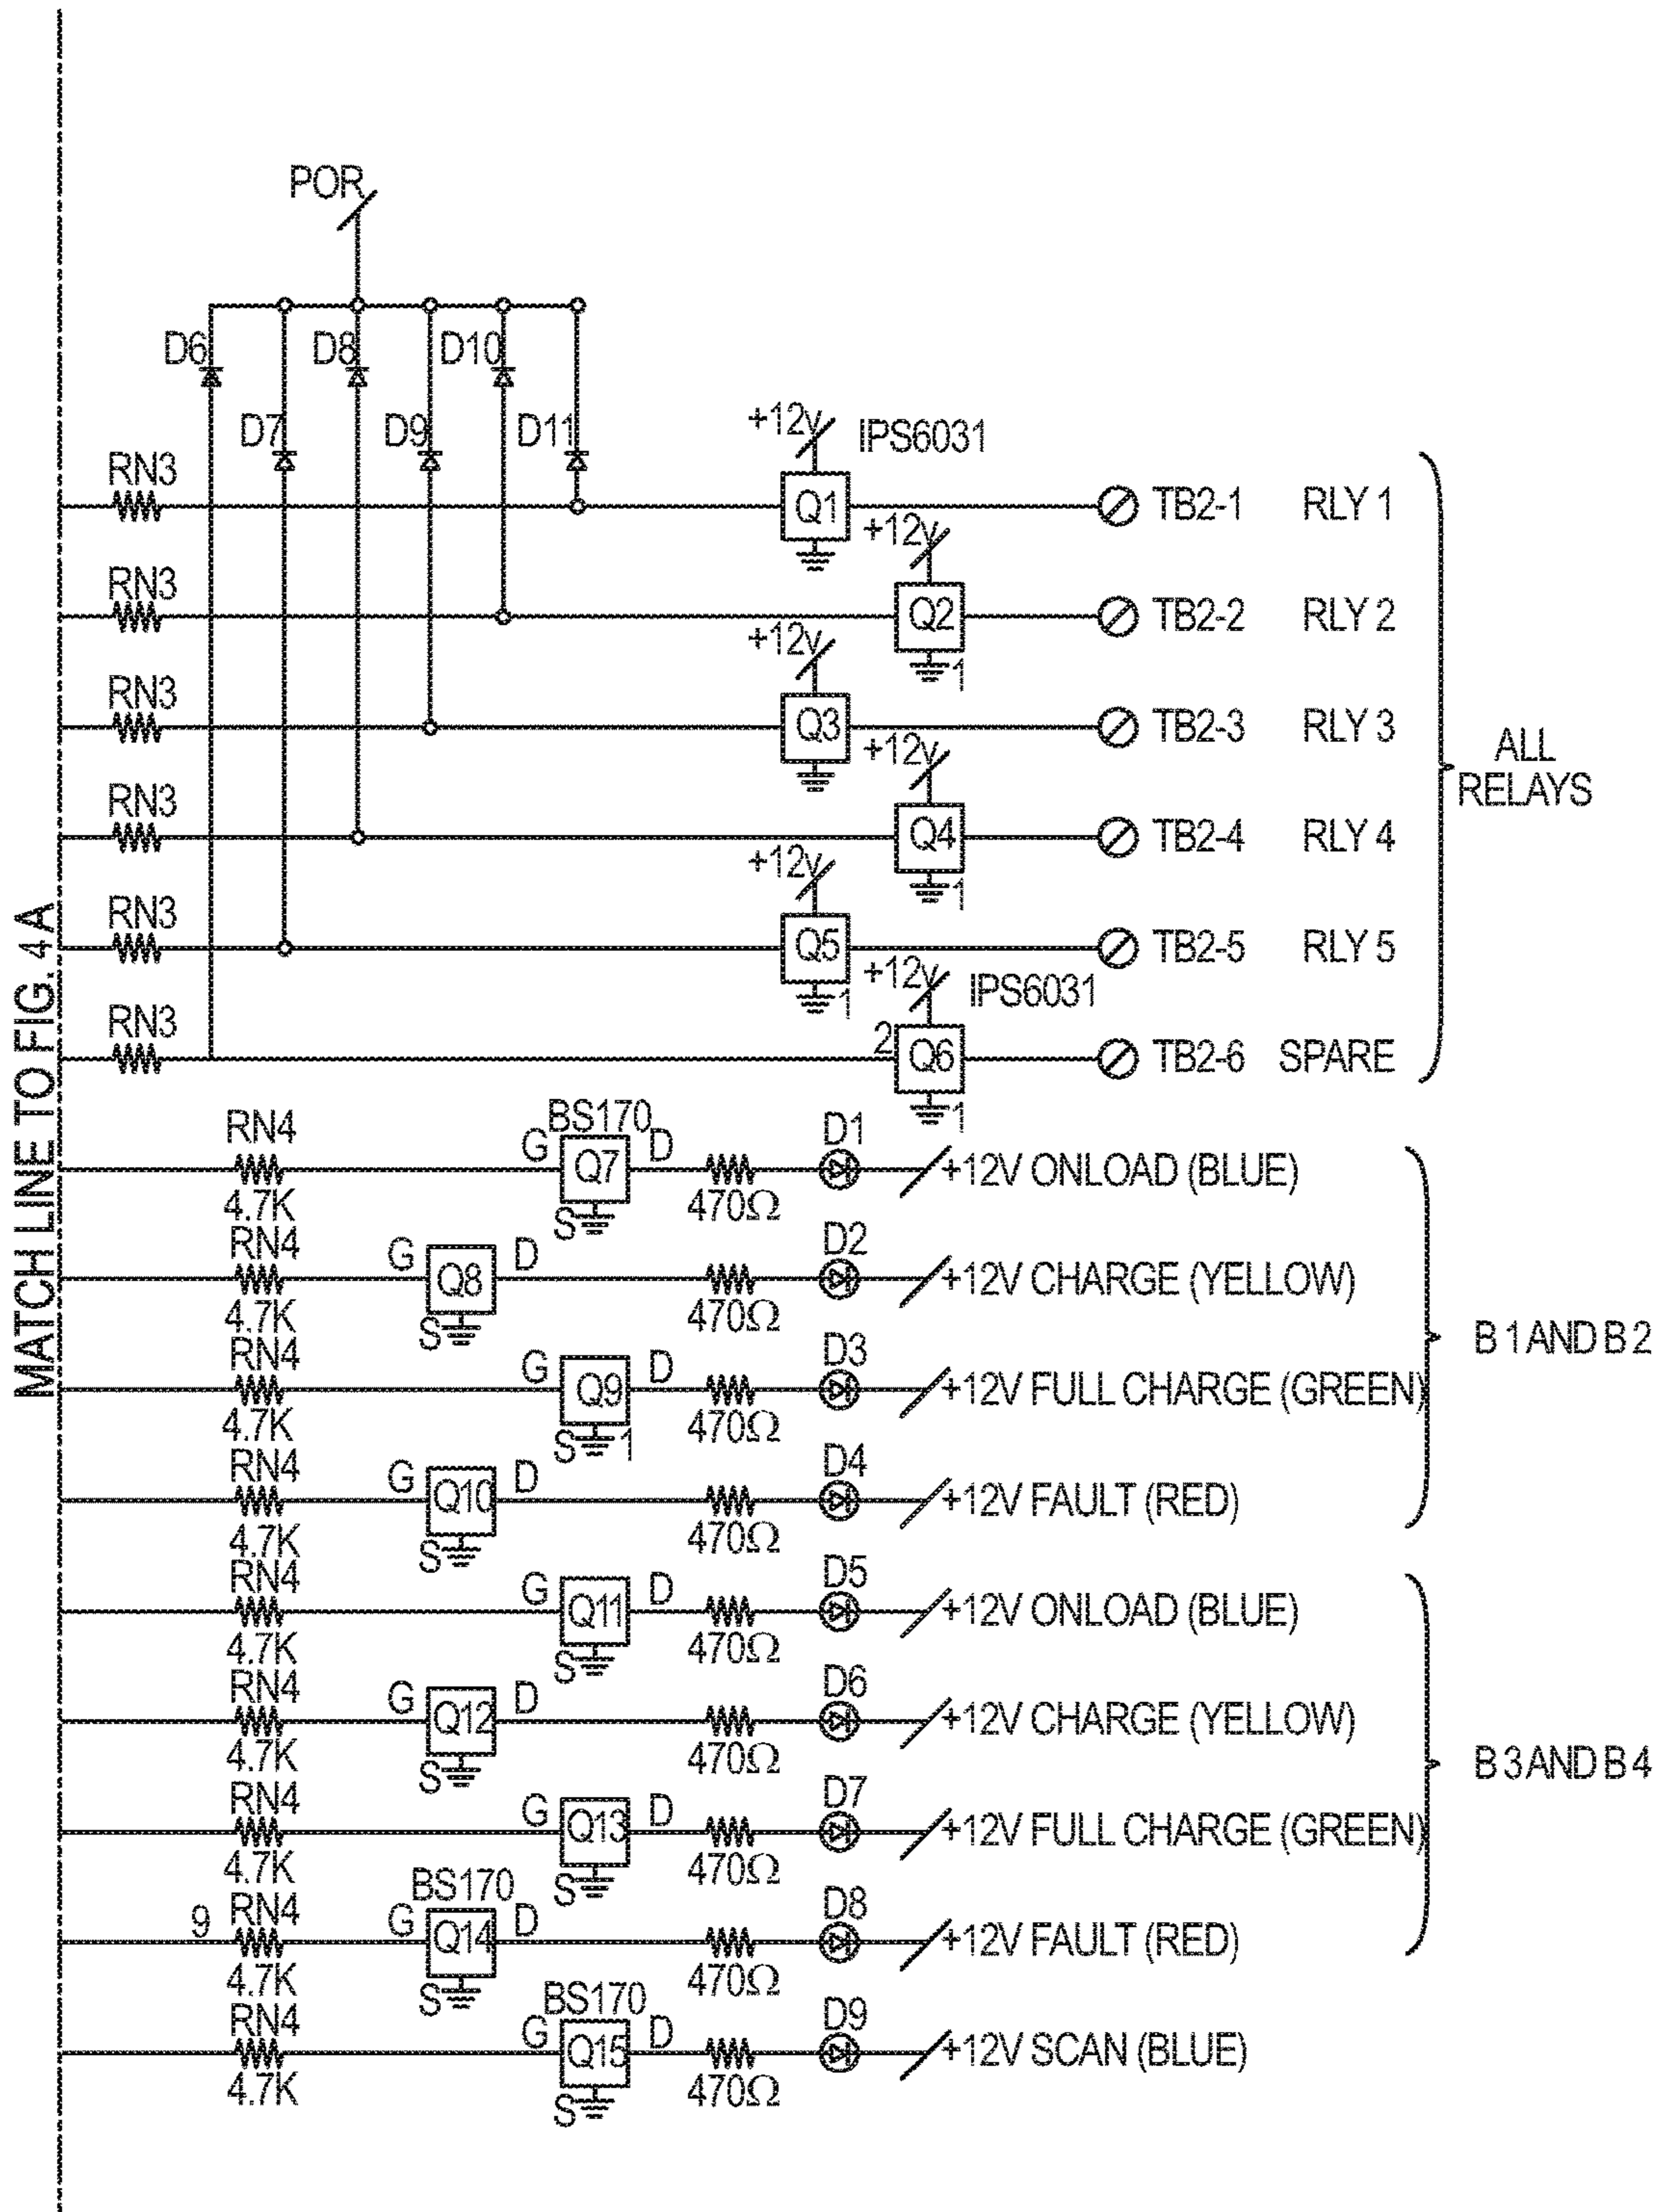 MATCH LINE TO FIG. 4A
POR
D6 D8 D10
D7 D9 D11
+12v IPS6031
RN3 Q1 TB2-1 RLY 1
+12v
RN3 Q2 TB2-2 RLY 2
1
+12v
RN3 Q3 TB2-3 RLY 3
+12v
RN3 Q4 TB2-4 RLY 4
1
+12v
RN3 Q5 TB2-5 RLY 5
1
+12v IPS6031
RN3 2 Q6 TB2-6 SPARE
1
ALL
RELAYS
RN4 BS170 D1
G Q7 D +12V ONLOAD (BLUE)
4.7K S 470Ω
RN4 D2
G Q8 D +12V CHARGE (YELLOW)
4.7K S 470Ω
RN4 D3
G Q9 D +12V FULL CHARGE (GREEN)
4.7K S 1 470Ω
RN4 D4
G Q10 D +12V FAULT (RED)
4.7K S 470Ω
B 1 AND B 2
RN4 D5
G Q11 D +12V ONLOAD (BLUE)
4.7K S 470Ω
RN4 D6
G Q12 D +12V CHARGE (YELLOW)
4.7K S 470Ω
RN4 D7
G Q13 D +12V FULL CHARGE (GREEN)
4.7K S 470Ω
BS170
9 RN4 D8
G Q14 D +12V FAULT (RED)
4.7K S 470Ω
B 3 AND B 4
RN4 BS170 D9
G Q15 D +12V SCAN (BLUE)
4.7K S 470Ω